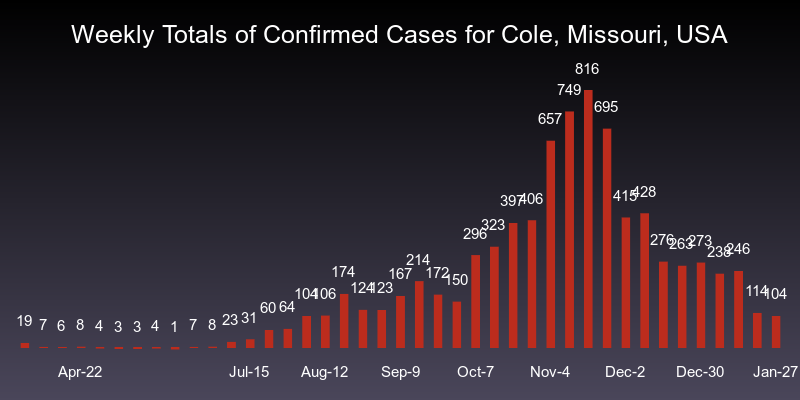 Weekly Totals of Confirmed Cases for Cole, Missouri, USA
816
749
695
657
415 428
397 406
296 323
276 263 273 238 246
214
174 167 172 150
124 123
104 106
114 104
60 64
19 7 6 8 4 3 3 4 1 7 8 23 31
Apr-22 Jul-15 Aug-12 Sep-9 Oct-7 Nov-4 Dec-2 Dec-30 Jan-27